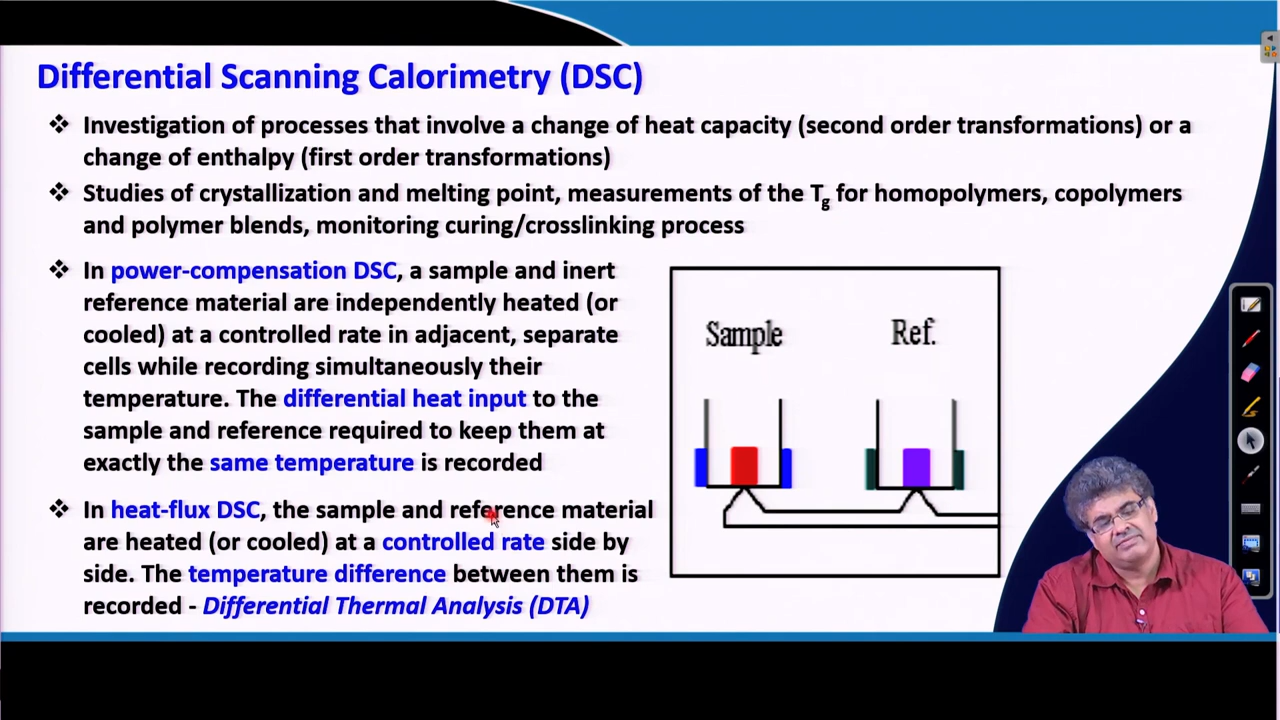 Differential Scanning Calorimetry (DSC)
❖ Investigation of processes that involve a change of heat capacity (second order transformations) or a
change of enthalpy (first order transformations)
❖ Studies of crystallization and melting point, measurements of the Tg for homopolymers, copolymers
and polymer blends, monitoring curing/crosslinking process
❖ In power-compensation DSC, a sample and inert
reference material are independently heated (or
cooled) at a controlled rate in adjacent, separate
cells while recording simultaneously their
temperature. The differential heat input to the
sample and reference required to keep them at
exactly the same temperature is recorded
❖ In heat-flux DSC, the sample and reference material
are heated (or cooled) at a controlled rate side by
side. The temperature difference between them is
recorded - Differential Thermal Analysis (DTA)
Sample
Ref.